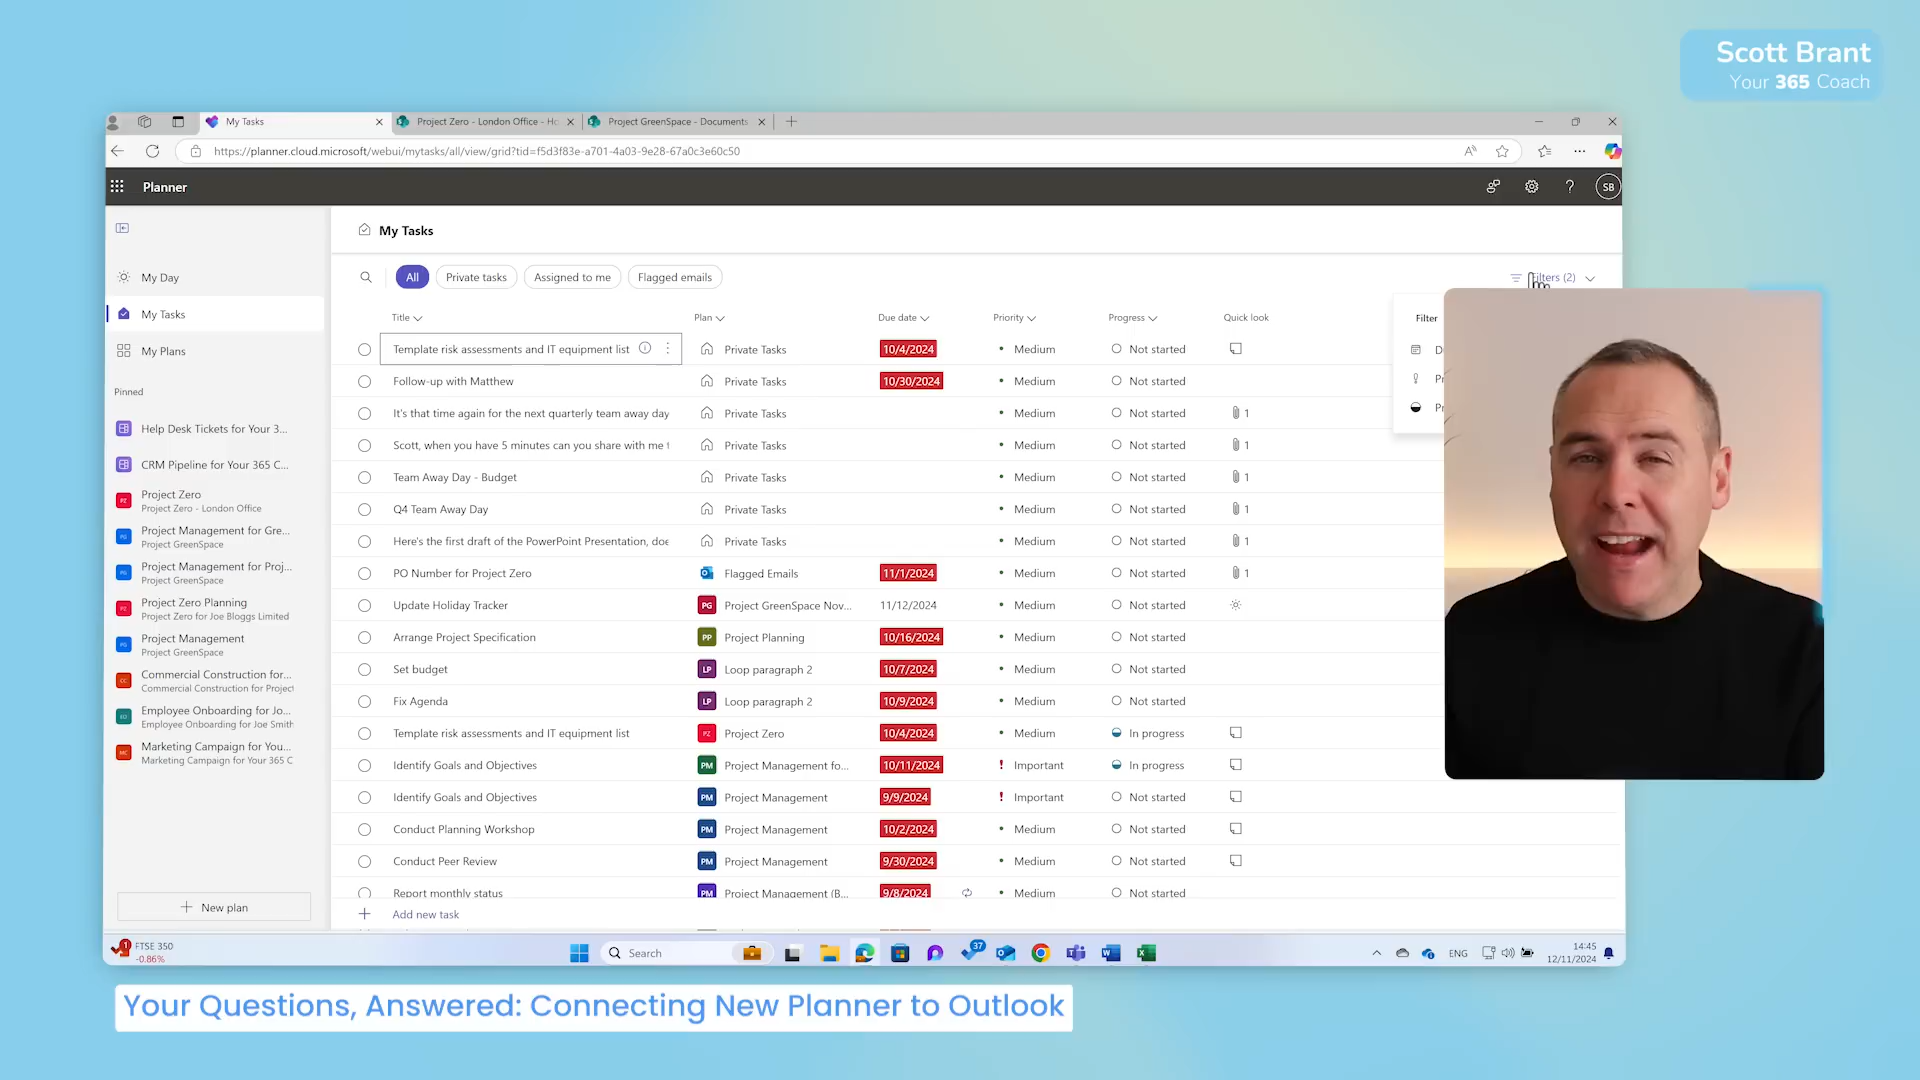 Scott Brant
Your 365 Coach
My Tasks
Project Zero - London Office - Ho
Project GreenSpace - Documents
https://planner.cloud.microsoft/webui/mytasks/all/view/grid?tid=f5d3f83e-a701-4a03-9e28-67a0c3e60c50
Planner
SB
My Day
My Tasks
My Plans
Pinned
Help Desk Tickets for Your 3...
CRM Pipeline for Your 365 C...
Project Zero
Project Zero - London Office
Project Management for Gre...
Project GreenSpace
Project Management for Proj...
Project GreenSpace
Project Zero Planning
Project Zero for Joe Bloggs Limited
Project Management
Project GreenSpace
Commercial Construction for...
Commercial Construction for Project
Employee Onboarding for Jo...
Employee Onboarding for Joe Smith
Marketing Campaign for You...
Marketing Campaign for Your 365 C
New plan
My Tasks
All Private tasks Assigned to me Flagged emails
Filters (2)
Filter
Title Plan Due date Priority Progress Quick look
Template risk assessments and IT equipment list Private Tasks 10/4/2024 Medium Not started
Follow-up with Matthew Private Tasks 10/30/2024 Medium Not started
It's that time again for the next quarterly team away day Private Tasks Medium Not started 1
Scott, when you have 5 minutes can you share with me Private Tasks Medium Not started 1
Team Away Day - Budget Private Tasks Medium Not started 1
Q4 Team Away Day Private Tasks Medium Not started 1
Here's the first draft of the PowerPoint Presentation, doe Private Tasks Medium Not started 1
PO Number for Project Zero Flagged Emails 11/1/2024 Medium Not started 1
Update Holiday Tracker PG Project GreenSpace Nov... 11/12/2024 Medium Not started
Arrange Project Specification PP Project Planning 10/16/2024 Medium Not started
Set budget LP Loop paragraph 2 10/7/2024 Medium Not started
Fix Agenda LP Loop paragraph 2 10/9/2024 Medium Not started
Template risk assessments and IT equipment list PZ Project Zero 10/4/2024 Medium In progress
Identify Goals and Objectives PM Project Management fo... 10/11/2024 Important In progress
Identify Goals and Objectives PM Project Management 9/9/2024 Important Not started
Conduct Planning Workshop PM Project Management 10/2/2024 Medium Not started
Conduct Peer Review PM Project Management 9/30/2024 Medium Not started
Report monthly status PM Project Management (B... 9/8/2024 Medium Not started
Add new task
FTSE 350
-0.86%
Search
37
ENG
14:45
12/11/2024
Your Questions, Answered: Connecting New Planner to Outlook